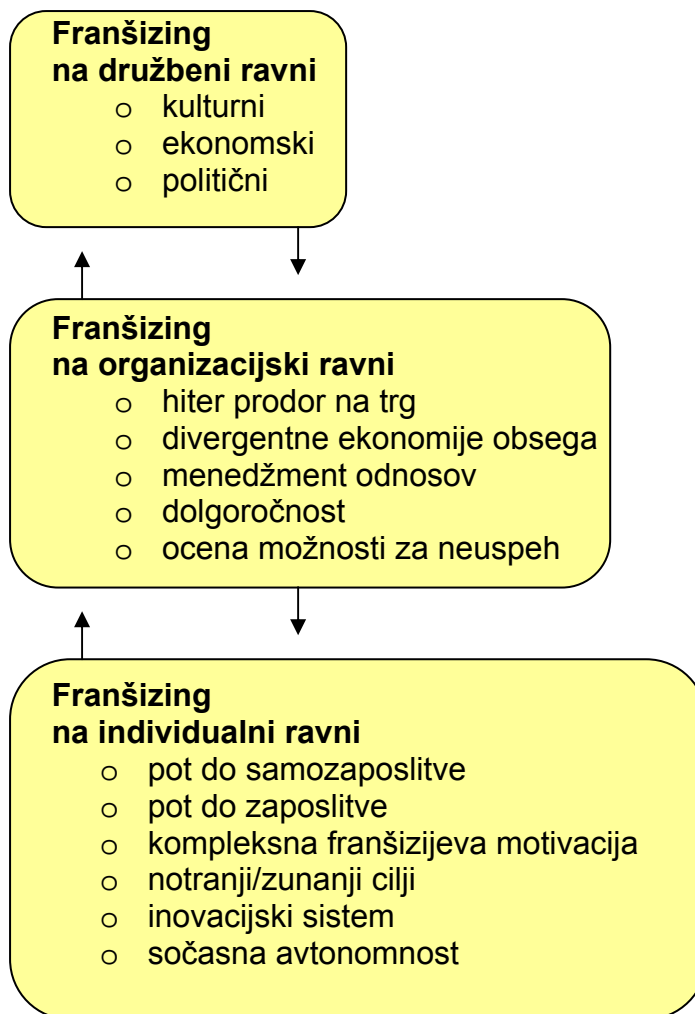 Franšizing
na družbeni ravni
o kulturni
o ekonomski
o politični
Franšizing
na organizacijski ravni
o hiter prodor na trg
o divergentne ekonomije obsega
o menedžment odnosov
o dolgoročnost
o ocena možnosti za neuspeh
Franšizing
na individualni ravni
o pot do samozaposlitve
o pot do zaposlitve
o kompleksna franšizijeva motivacija
o notranji/zunanji cilji
o inovacijski sistem
o sočasna avtonomnost